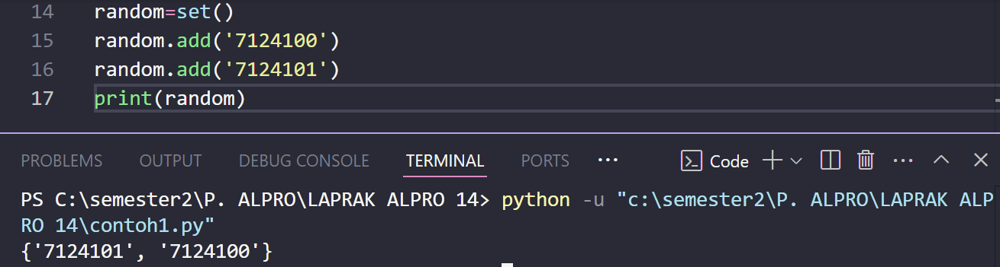 14 random=set()
15 random.add('7124100')
16 random.add('7124101')
17 print(random)
PROBLEMS OUTPUT DEBUG CONSOLE TERMINAL PORTS ··· Code ···
PS C:\semester2\P. ALPRO\LAPRAK ALPRO 14> python -u "c:\semester2\P. ALPRO\LAPRAK ALP
RO 14\contoh1.py"
{'7124101', '7124100'}